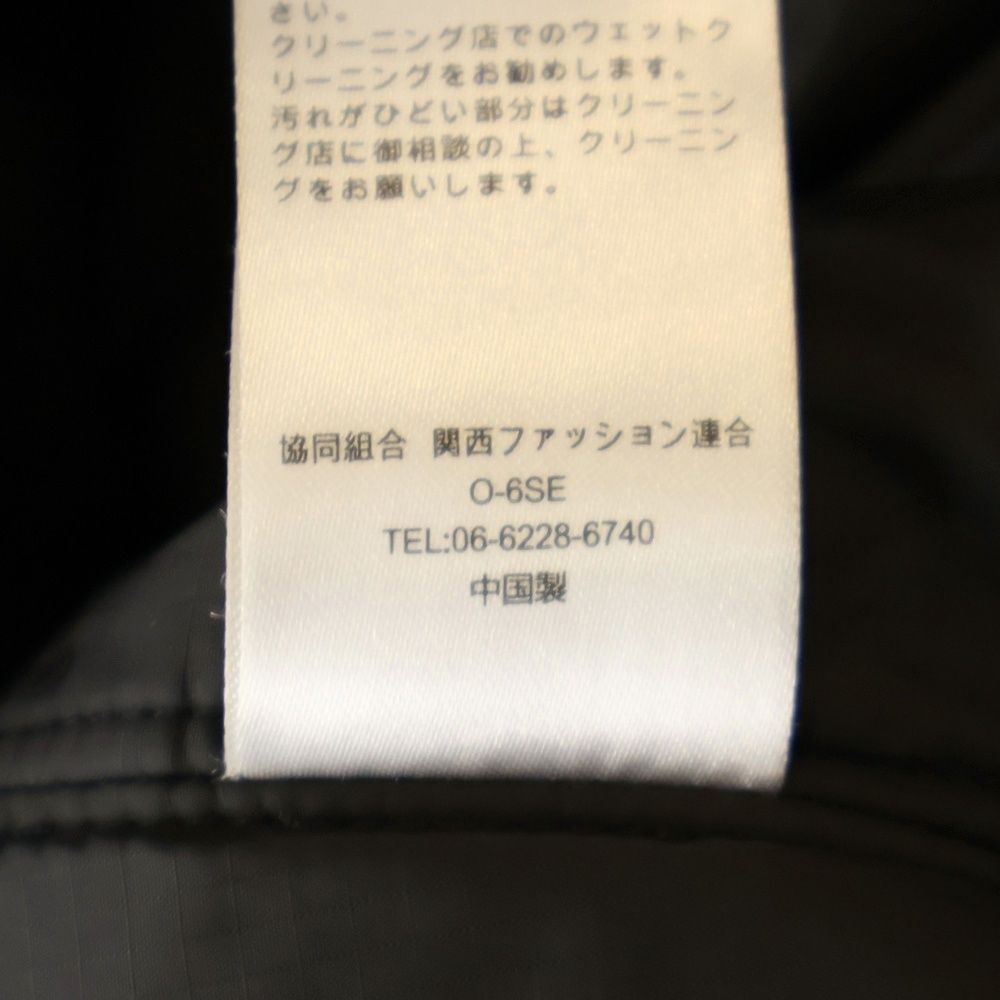 さい。
クリーニング店でのウェットク
リーニングをお勧めします。
汚れがひどい部分はクリーニン
グ店に御相談の上、クリーニン
グをお願いします。
協同組合 関西ファッション連合
O-6SE
TEL:06-6228-6740
中国製